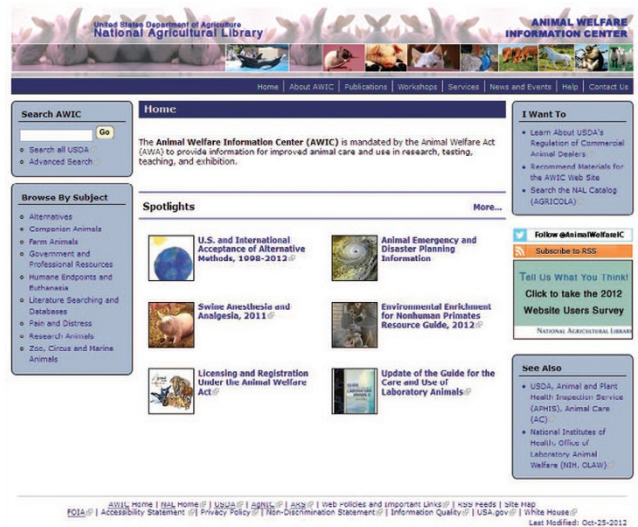 United States Department of Agriculture
National Agricultural Library
ANIMAL WELFARE
INFORMATION CENTER
Home | About AWIC | Publications | Workshops | Services | News and Events | Help | Contact Us
Search AWIC
Go
Search all USDA
Advanced Search
Browse By Subject
Alternatives
Companion Animals
Farm Animals
Government and
Professional Resources
Humane Endpoints and
Euthanasia
Literature Searching and
Databases
Pain and Distress
Research Animals
Zoo, Circus and Marine
Animals
Home
The Animal Welfare Information Center (AWIC) is mandated by the Animal Welfare Act
(AWA) to provide information for improved animal care and use in research, testing,
teaching, and exhibition.
Spotlights
More...
U.S. and International
Acceptance of Alternative
Methods, 1998-2012
Animal Emergency and
Disaster Planning
Information
Swine Anesthesia and
Analgesia, 2011
Environmental Enrichment
for Nonhuman Primates
Resource Guide, 2012
Licensing and Registration
Under the Animal Welfare
Act
Update of the Guide for the
Care and Use of
Laboratory Animals
I Want To
Learn About USDA's
Regulation of Commercial
Animal Dealers
Recommend Materials for
the AWIC Web Site
Search the NAL Catalog
(AGRICOLA)
Follow @AnimalWelfareIC
Subscribe to RSS
Tell Us What You Think!
Click to take the 2012
Website Users Survey
National Agricultural Library
See Also
USDA, Animal and Plant
Health Inspection Service
(APHIS), Animal Care
(AC)
National Institutes of
Health, Office of
Laboratory Animal
Welfare (NIH, OLAW)
AWIC Home | NAL Home | USDA | AgNIC | ARS | Web Policies and Important Links | RSS Feeds | Site Map
FOIA | Accessibility Statement | Privacy Policy | Non-Discrimination Statement | Information Quality | USA.gov | White House
Last Modified: Oct-25-2012